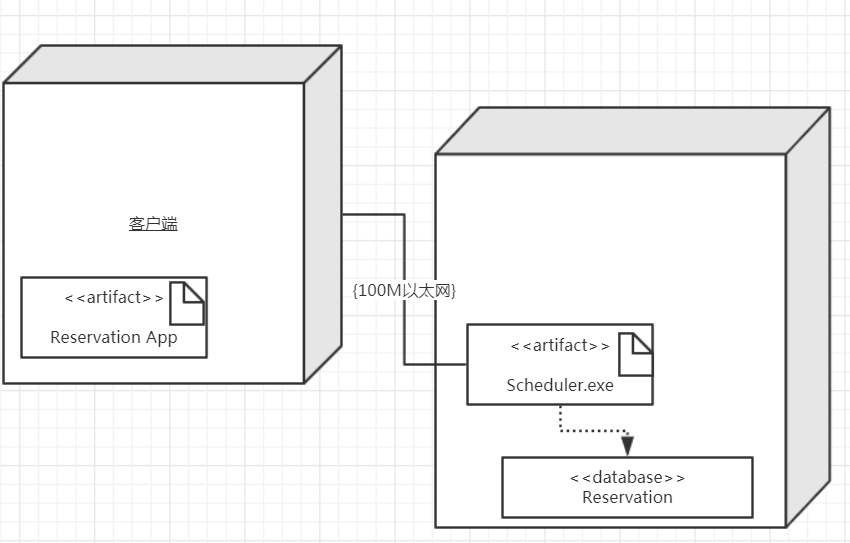 客户端
<<artifact>>
Reservation App
{100M以太网}
<<artifact>>
Scheduler.exe
<<database>>
Reservation